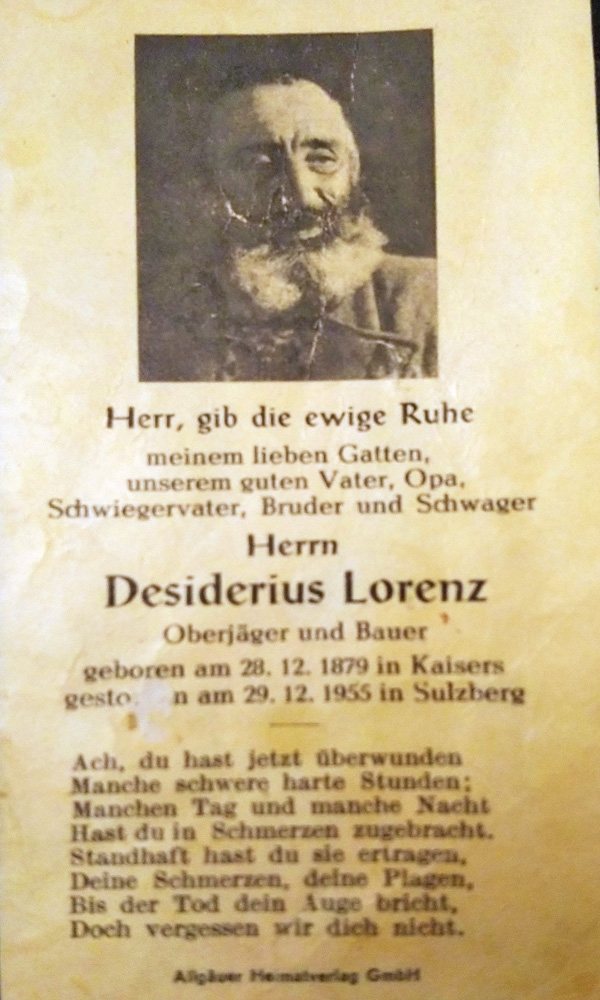 Herr, gib die ewige Ruhe
meinem lieben Gatten,
unserem guten Vater, Opa,
Schwiegervater, Bruder und Schwager
Herrn
Desiderius Lorenz
Oberjäger und Bauer
geboren am 28. 12. 1879 in Kaisers
gesto n am 29. 12. 1955 in Sulzberg
Ach, du hast jetzt überwunden
Manche schwere harte Stunden;
Manchen Tag und manche Nacht
Hast du in Schmerzen zugebracht.
Standhaft hast du sie ertragen,
Deine Schmerzen, deine Plagen,
Bis der Tod dein Auge bricht,
Doch vergessen wir dich nicht.
Allgäuer Heimatverlag GmbH